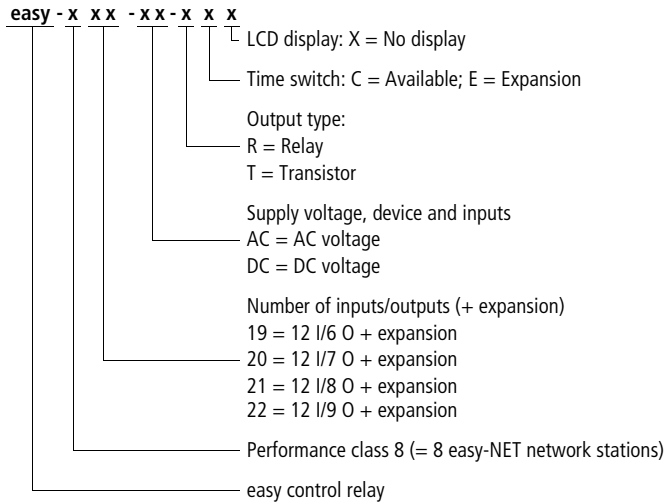 easy - x x x - x x - x x x
LCD display: X = No display
Time switch: C = Available; E = Expansion
Output type:
R = Relay
T = Transistor
Supply voltage, device and inputs
AC = AC voltage
DC = DC voltage
Number of inputs/outputs (+ expansion)
19 = 12 I/6 O + expansion
20 = 12 I/7 O + expansion
21 = 12 I/8 O + expansion
22 = 12 I/9 O + expansion
Performance class 8 (= 8 easy-NET network stations)
easy control relay